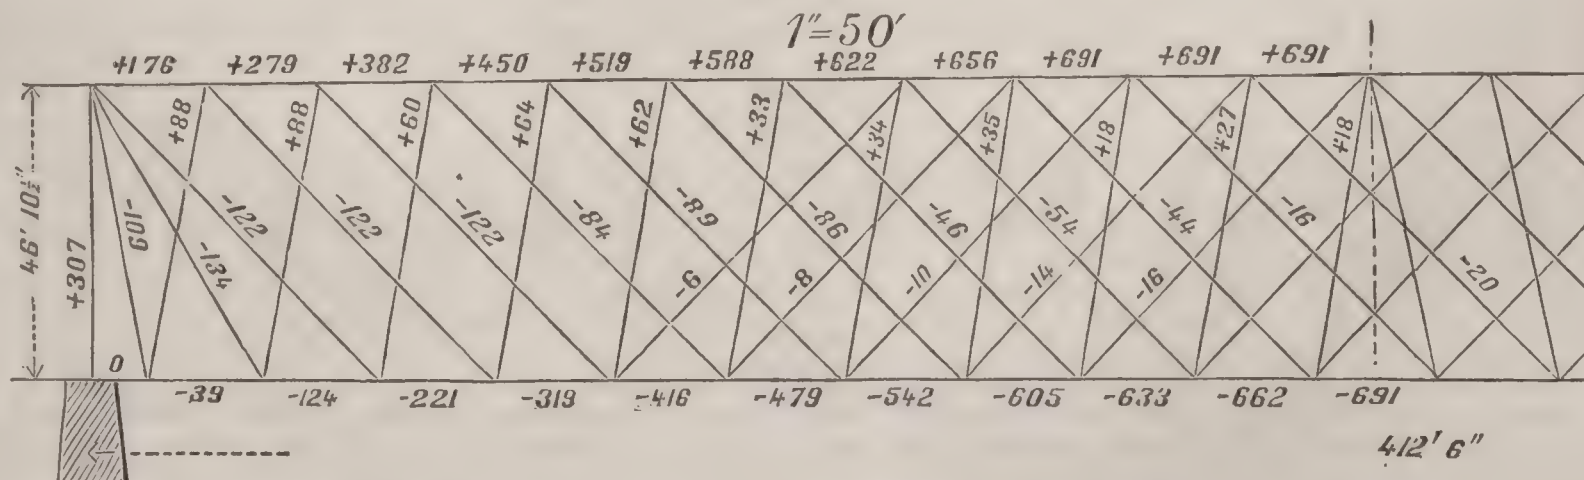 1"=50'
+176 +279 +382 +450 +519 +588 +622 +656 +691 +691 +691
46' 10½"
+307
+88 +88 +60 +64 +62 +33 +34 +35 +18 +27 +18
-109 -134 -122 -122 -122 -84 -89 -86 -46 -54 -44 -16
-6 -8 -10 -14 -16 -20
0
-39 -124 -221 -319 -416 -479 -542 -605 -633 -662 -691
412' 6"